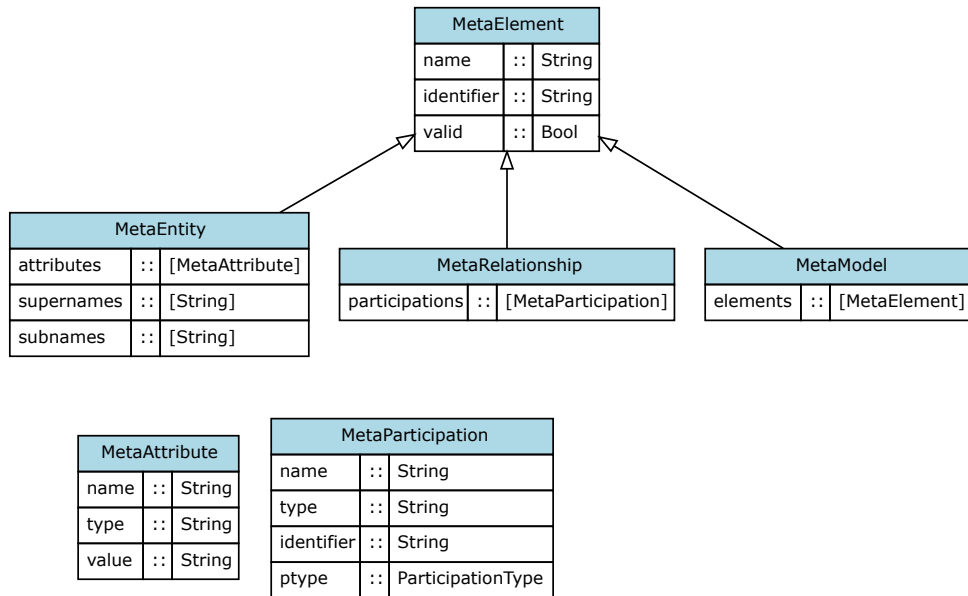 MetaElement
name :: String
identifier :: String
valid :: Bool
MetaEntity
attributes :: [MetaAttribute]
supernames :: [String]
subnames :: [String]
MetaRelationship
participations :: [MetaParticipation]
MetaModel
elements :: [MetaElement]
MetaAttribute
name :: String
type :: String
value :: String
MetaParticipation
name :: String
type :: String
identifier :: String
ptype :: ParticipationType